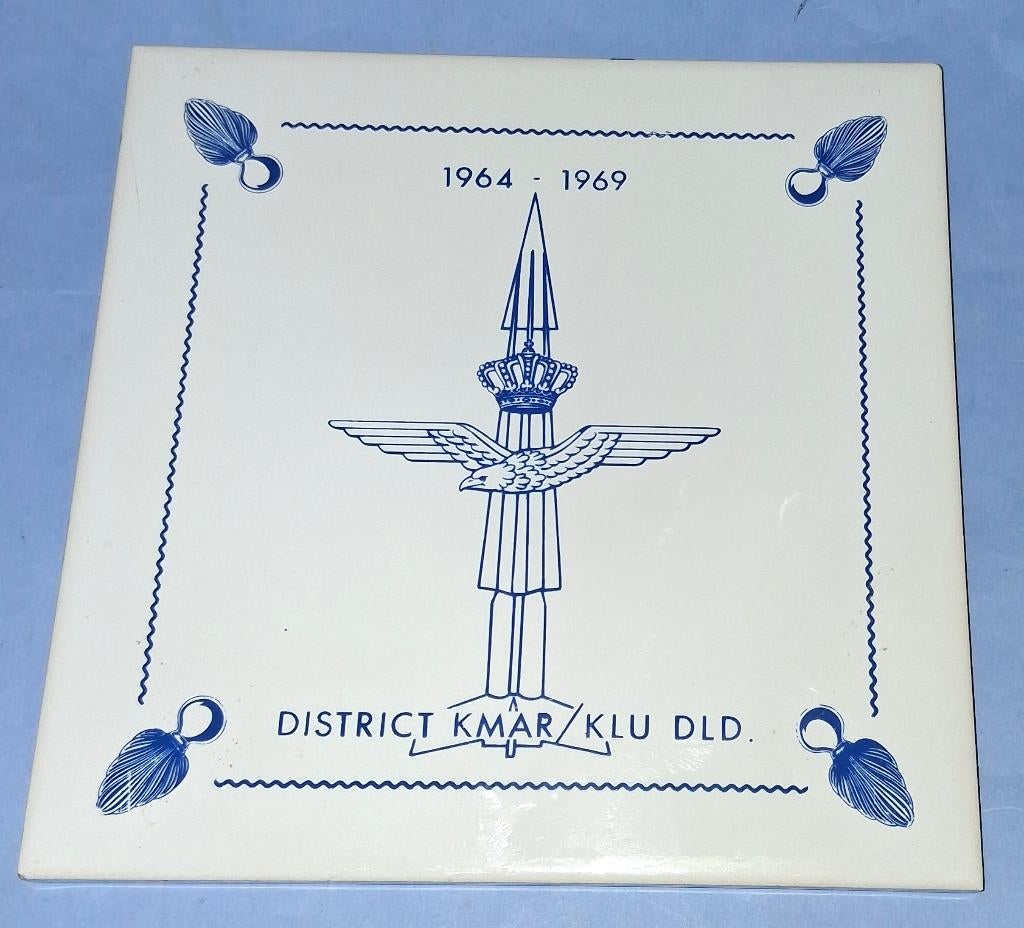 1964 - 1969
DISTRICT KMAR/KLU DLD.